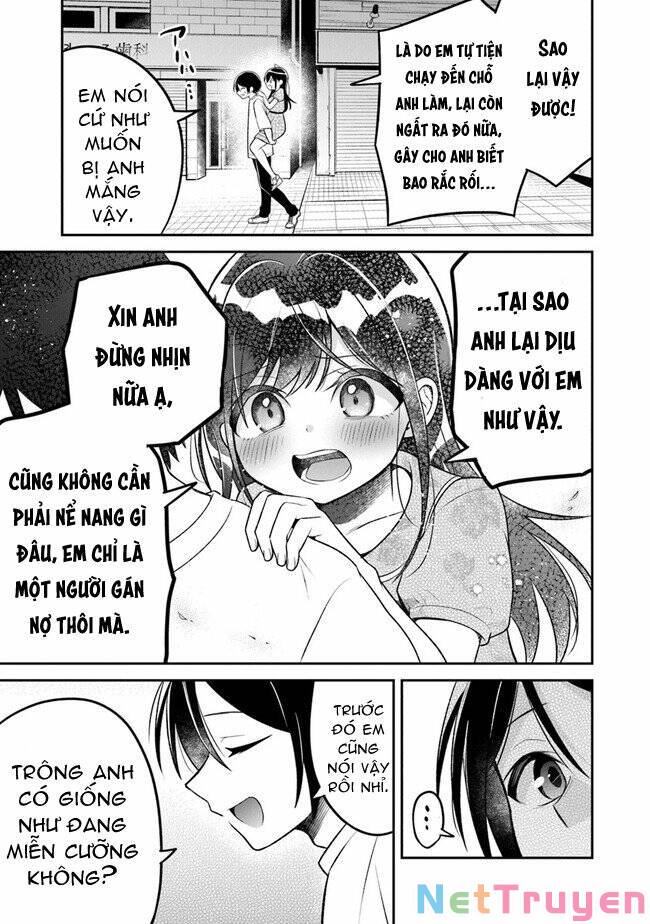 SAO
LẠI VẬY
ĐƯỢC!
LÀ DO EM TỰ TIỆN
CHẠY ĐẾN CHỖ
ANH LÀM, LẠI CÒN
NGẤT RA ĐÓ NỮA,
GÂY CHO ANH BIẾT
BAO RẮC RỐI...
歯科
EM NÓI
CỨ NHƯ
MUỐN
BỊ ANH
MẮNG
VẬY.
...TẠI SAO
ANH LẠI DỊU
DÀNG VỚI EM
NHƯ VẬY.
XIN ANH
ĐỪNG NHỊN
NỮA Ạ,
CŨNG KHÔNG CẦN
PHẢI NỂ NANG GÌ
ĐÂU, EM CHỈ LÀ
MỘT NGƯỜI GÁN
NỢ THÔI MÀ.
...
TRƯỚC
ĐÓ EM
CŨNG
NÓI VẬY
RỒI NHỈ.
TRÔNG ANH
CÓ GIỐNG
NHƯ ĐANG
MIỄN CƯỠNG
KHÔNG?
NetTruyen